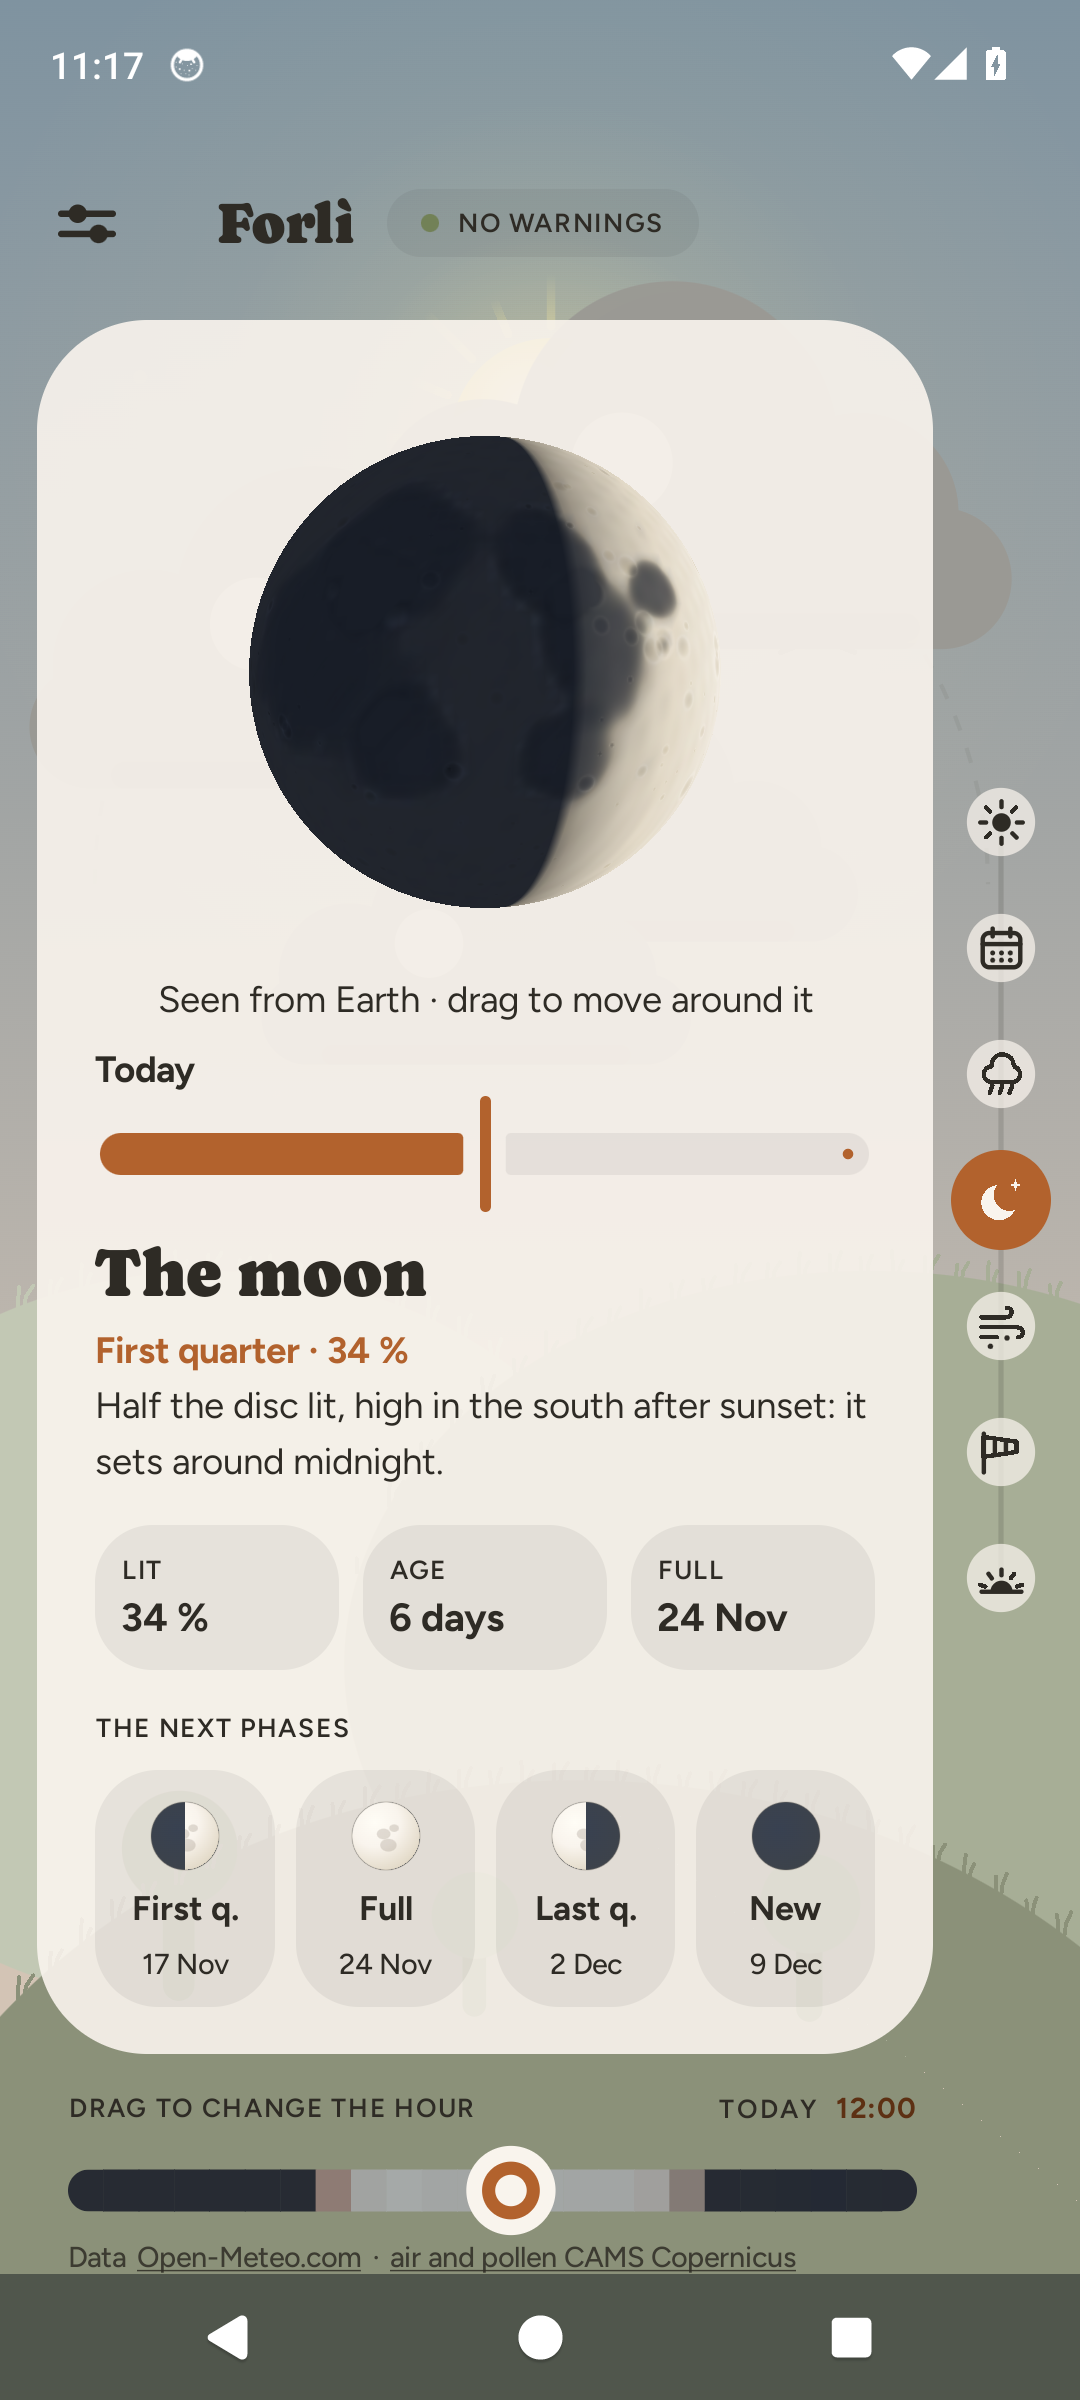 11:17
Forlì
NO WARNINGS
Seen from Earth · drag to move around it
Today
The moon
First quarter · 34 %
Half the disc lit, high in the south after sunset: it
sets around midnight.
LIT
34 %
AGE
6 days
FULL
24 Nov
THE NEXT PHASES
First q.
17 Nov
Full
24 Nov
Last q.
2 Dec
New
9 Dec
DRAG TO CHANGE THE HOUR
TODAY 12:00
Data Open-Meteo.com · air and pollen CAMS Copernicus